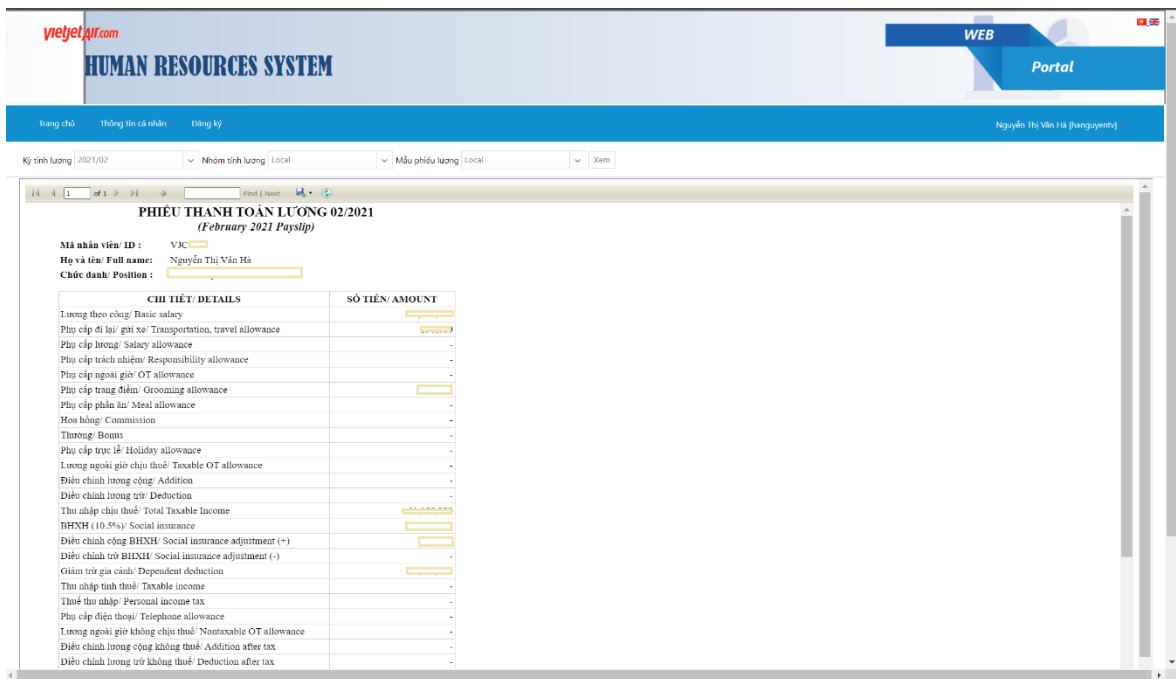 vietjetAir.com
HUMAN RESOURCES SYSTEM
WEB
Portal
Trang chủ Thông tin cá nhân Đăng ký
Nguyễn Thị Vân Hà [hanguyentv]
Kỳ tính lương 2021/02 Nhóm tính lương Local Mẫu phiếu lương Local Xem
1 of 1 Find | Next
PHIẾU THANH TOÁN LƯƠNG 02/2021
(February 2021 Payslip)
Mã nhân viên/ ID : VJC
Họ và tên/ Full name: Nguyễn Thị Vân Hà
Chức danh/ Position :
CHI TIẾT/ DETAILS SỐ TIỀN/ AMOUNT
Lương theo công/ Basic salary
Phụ cấp đi lại/ gửi xe/ Transportation, travel allowance
Phụ cấp lương/ Salary allowance -
Phụ cấp trách nhiệm/ Responsibility allowance -
Phụ cấp ngoài giờ/ OT allowance -
Phụ cấp trang điểm/ Grooming allowance
Phụ cấp phần ăn/ Meal allowance -
Hoa hồng/ Commission -
Thưởng/ Bonus -
Phụ cấp trực lễ/ Holiday allowance -
Lương ngoài giờ chịu thuế/ Taxable OT allowance -
Điều chỉnh lương cộng/ Addition -
Điều chỉnh lương trừ/ Deduction -
Thu nhập chịu thuế/ Total Taxable Income
BHXH (10.5%)/ Social insurance
Điều chỉnh cộng BHXH/ Social insurance adjustment (+)
Điều chỉnh trừ BHXH/ Social insurance adjustment (-) -
Giảm trừ gia cảnh/ Dependent deduction
Thu nhập tính thuế/ Taxable income -
Thuế thu nhập/ Personal income tax -
Phụ cấp điện thoại/ Telephone allowance -
Lương ngoài giờ không chịu thuế/ Nontaxable OT allowance -
Điều chỉnh lương cộng không thuế/ Addition after tax -
Điều chỉnh lương trừ không thuế/ Deduction after tax -